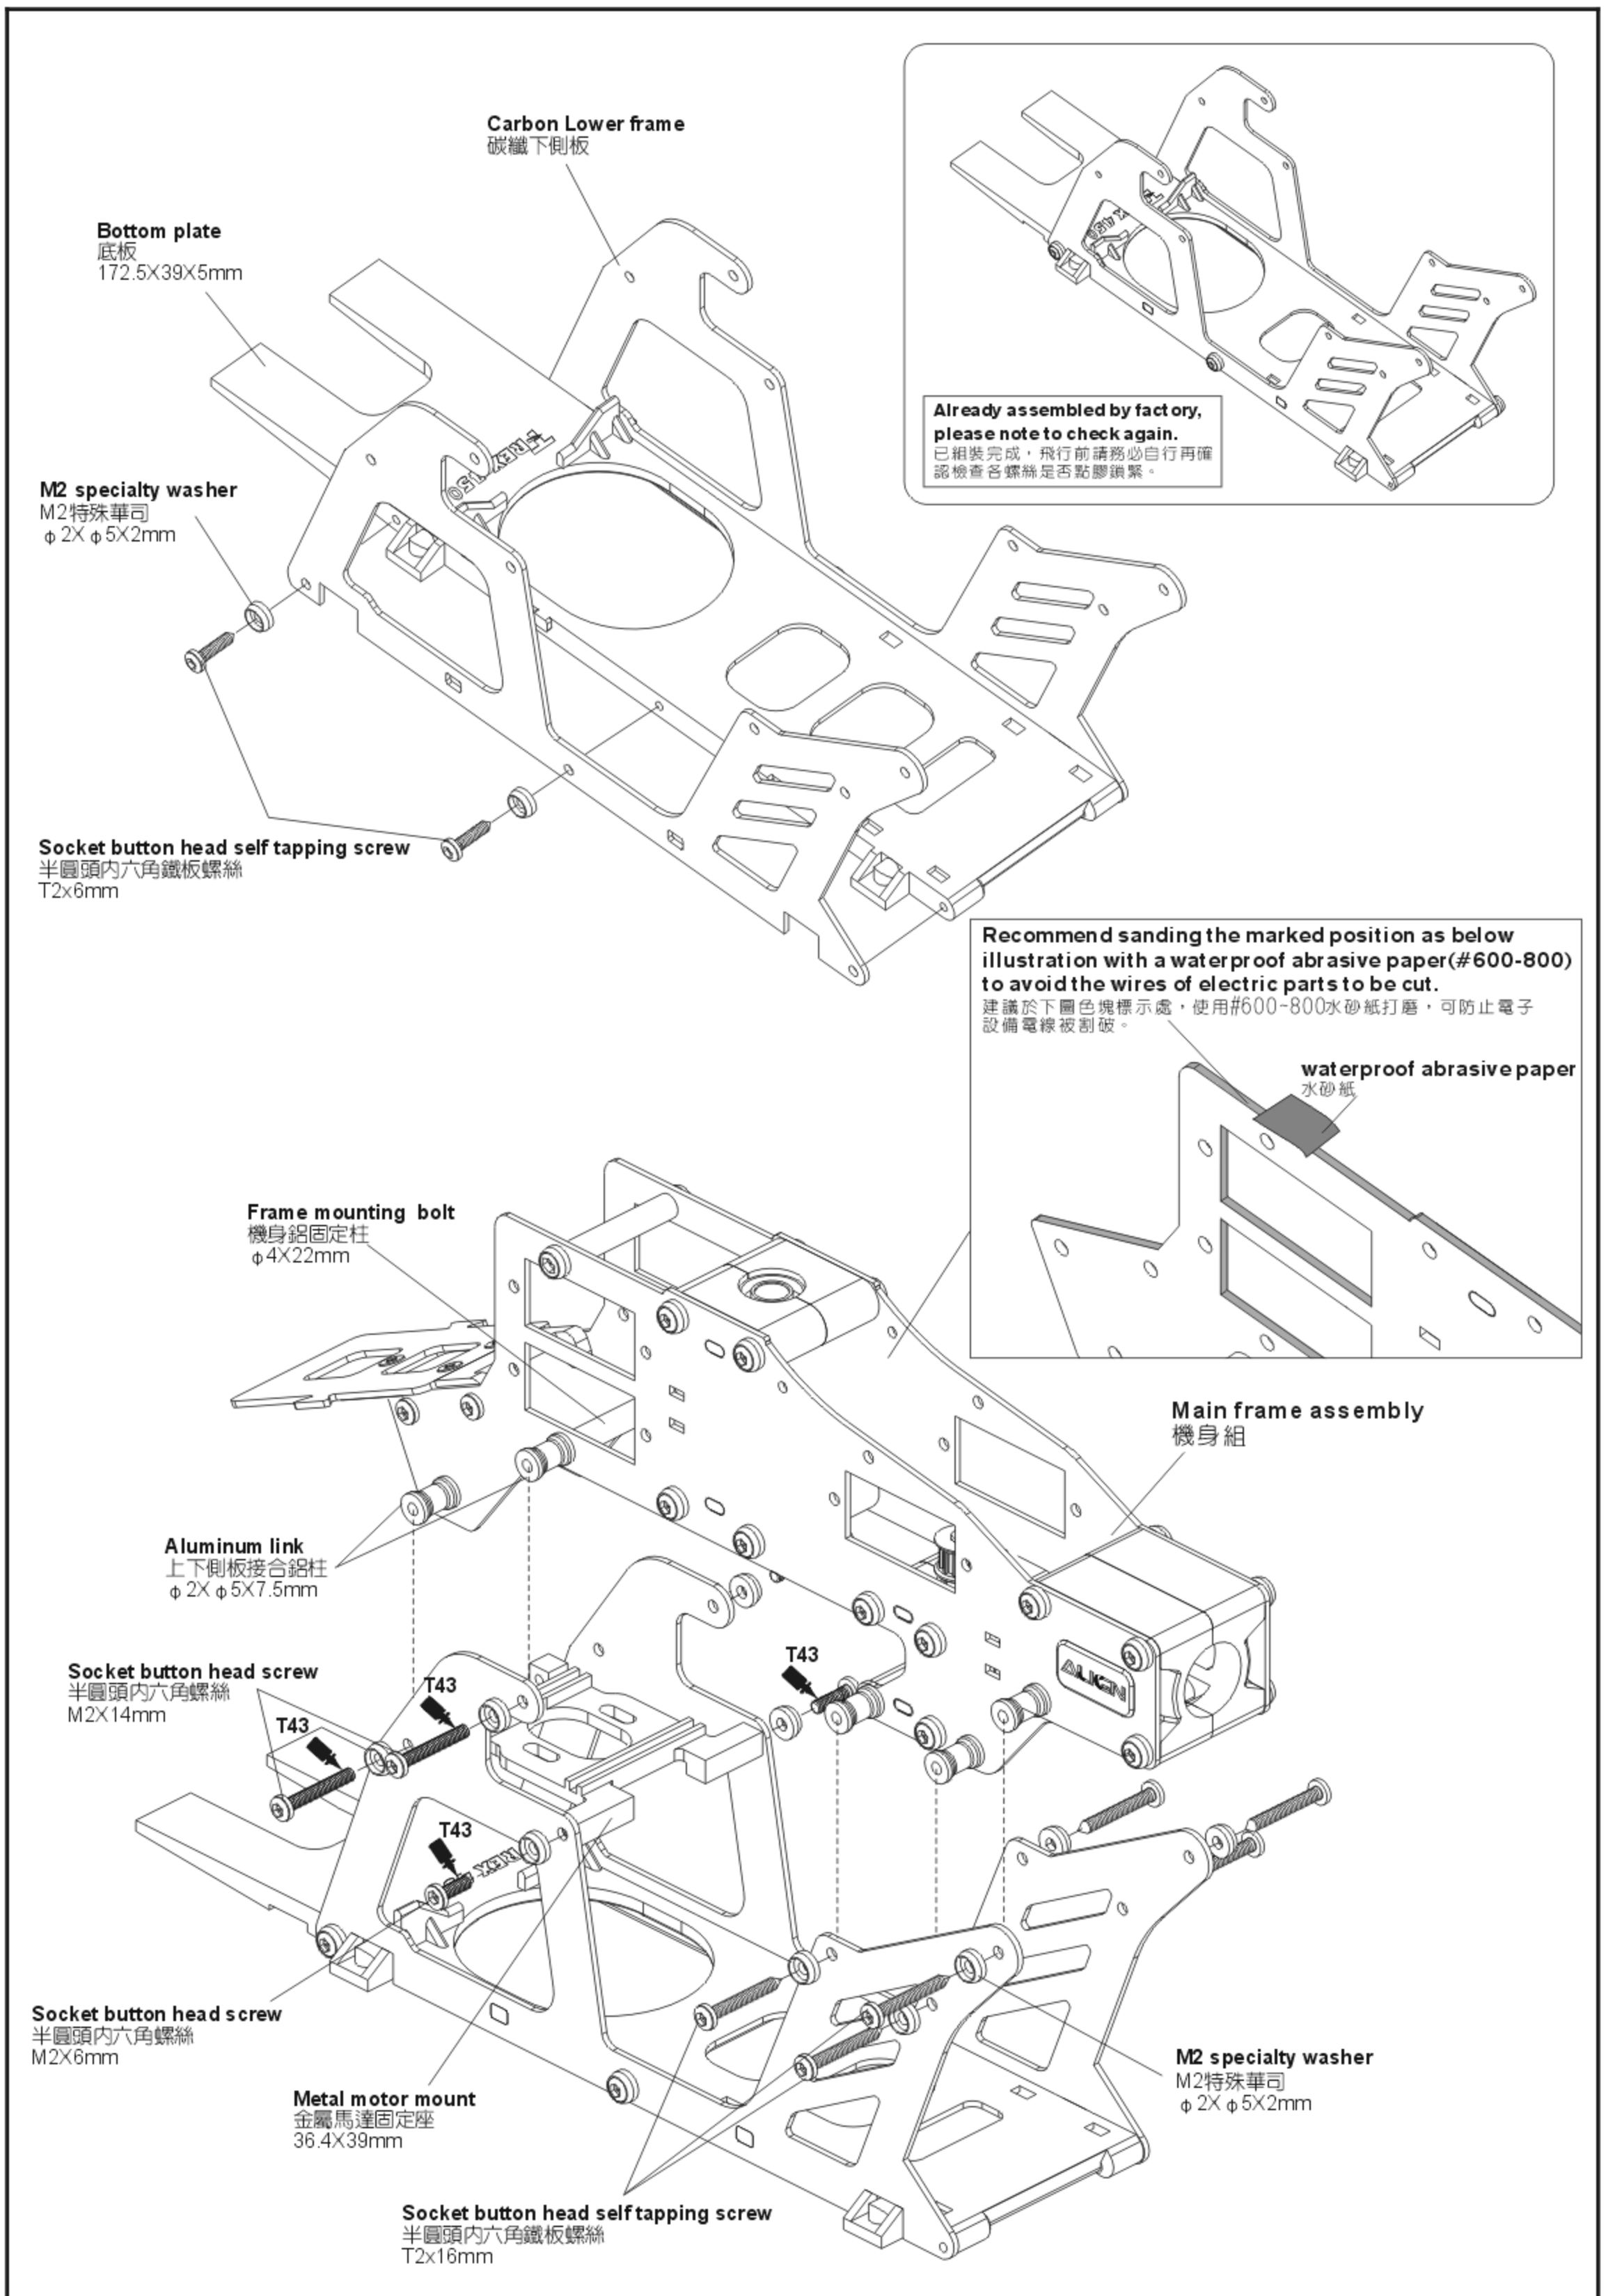 Carbon Lower frame
碳纖下側板
Bottom plate
底板
172.5X39X5mm
M2 specialty washer
M2特殊華司
φ2Xφ5X2mm
Socket button head self tapping screw
半圓頭內六角鐵板螺絲
T2x6mm
T-REX 450
Already assembled by factory,
please note to check again.
已組裝完成，飛行前請務必自行再確
認檢查各螺絲是否點膠鎖緊。
Recommend sanding the marked position as below
illustration with a waterproof abrasive paper(#600-800)
to avoid the wires of electric parts to be cut.
建議於下圖色塊標示處，使用#600~800水砂紙打磨，可防止電子
設備電線被割破。
waterproof abrasive paper
水砂紙
Frame mounting bolt
機身鋁固定柱
φ4X22mm
Main frame assembly
機身組
Aluminum link
上下側板接合鋁柱
φ2Xφ5X7.5mm
Socket button head screw
半圓頭內六角螺絲
M2X14mm
T43
T43
T43
T43
ALIGN
REX
Socket button head screw
半圓頭內六角螺絲
M2X6mm
Metal motor mount
金屬馬達固定座
36.4X39mm
M2 specialty washer
M2特殊華司
φ2Xφ5X2mm
Socket button head self tapping screw
半圓頭內六角鐵板螺絲
T2x16mm